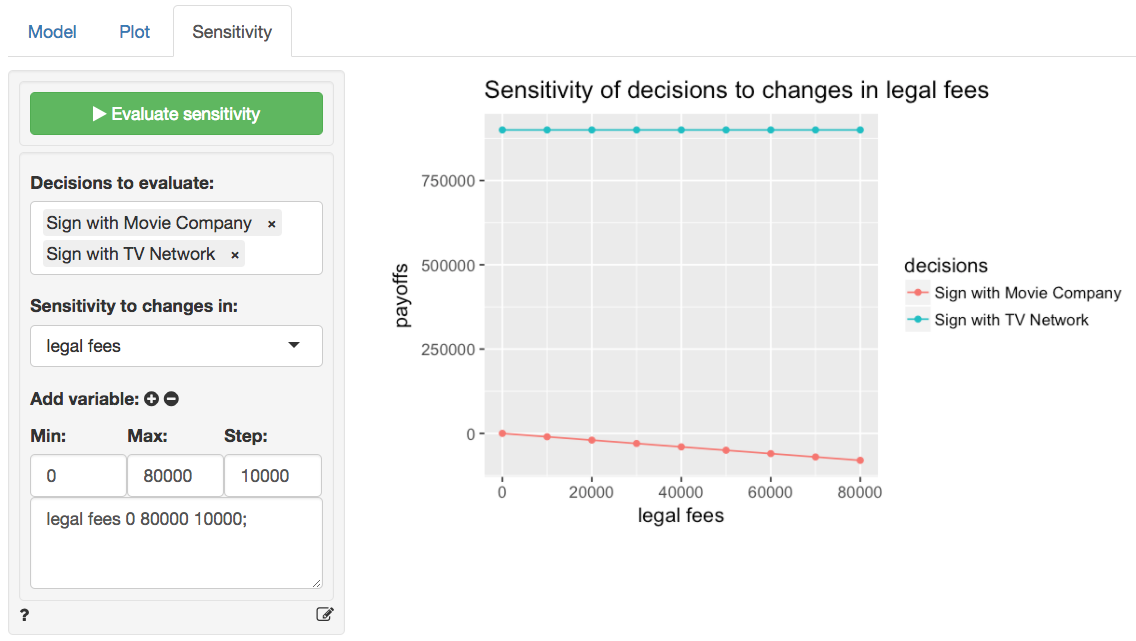 Model Plot Sensitivity
Evaluate sensitivity
Decisions to evaluate:
Sign with Movie Company ×
Sign with TV Network ×
Sensitivity to changes in:
legal fees
Add variable:
Min: Max: Step:
0 80000 10000
legal fees 0 80000 10000;
?
Sensitivity of decisions to changes in legal fees
payoffs
750000
500000
250000
0
0 20000 40000 60000 80000
legal fees
decisions
Sign with Movie Company
Sign with TV Network